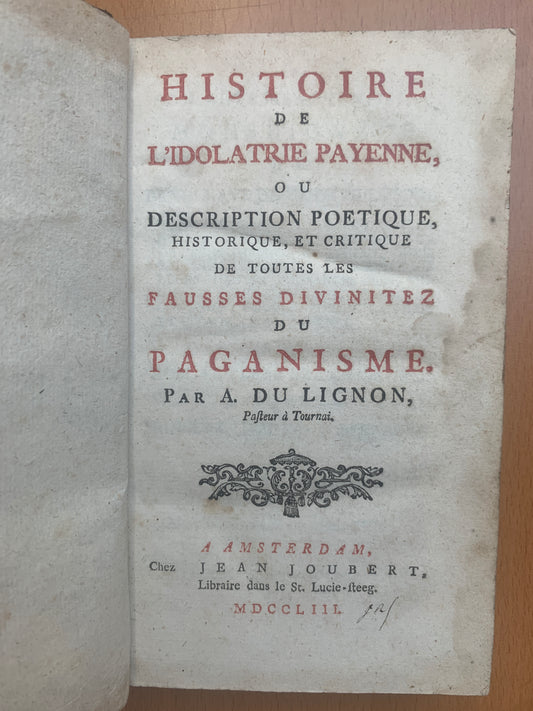 HISTOIRE
DE
L'IDOLATRIE PAYENNE,
OU
DESCRIPTION POETIQUE,
HISTORIQUE, ET CRITIQUE
DE TOUTES LES
FAUSSES DIVINITEZ
DU
PAGANISME.
PAR A. DU LIGNON,
Paſteur à Tournai.
A AMSTERDAM,
Chez JEAN JOUBERT,
Libraire dans le St. Lucie-ſteeg.
MDCCLIII.